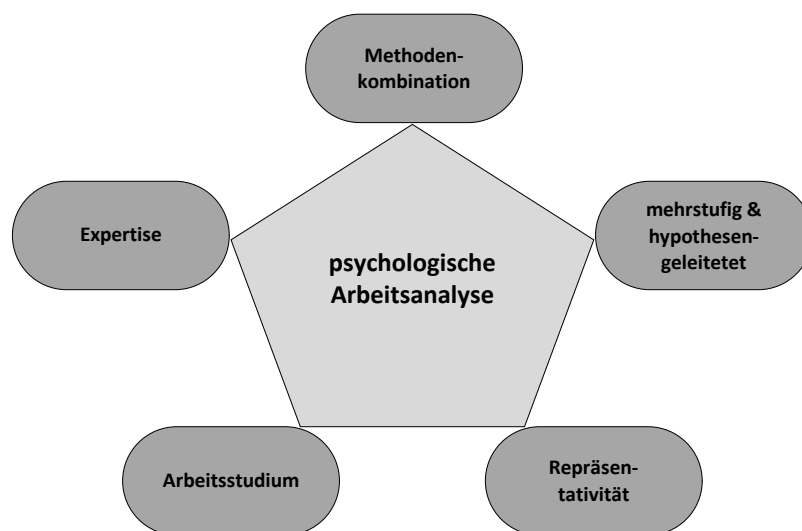 Methoden-
kombination
Expertise
mehrstufig &
hypothesen-
geleitetet
psychologische
Arbeitsanalyse
Arbeitsstudium
Repräsen-
tativität